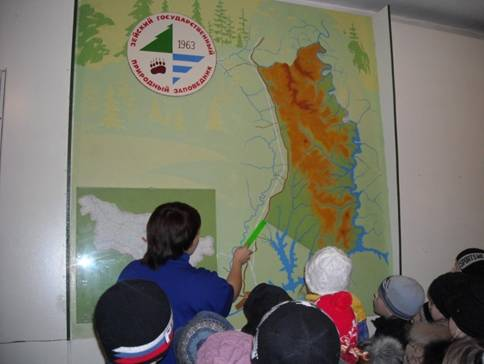 ЗЕЙСКИЙ ГОСУДАРСТВЕННЫЙ
1963
ПРИРОДНЫЙ ЗАПОВЕДНИК